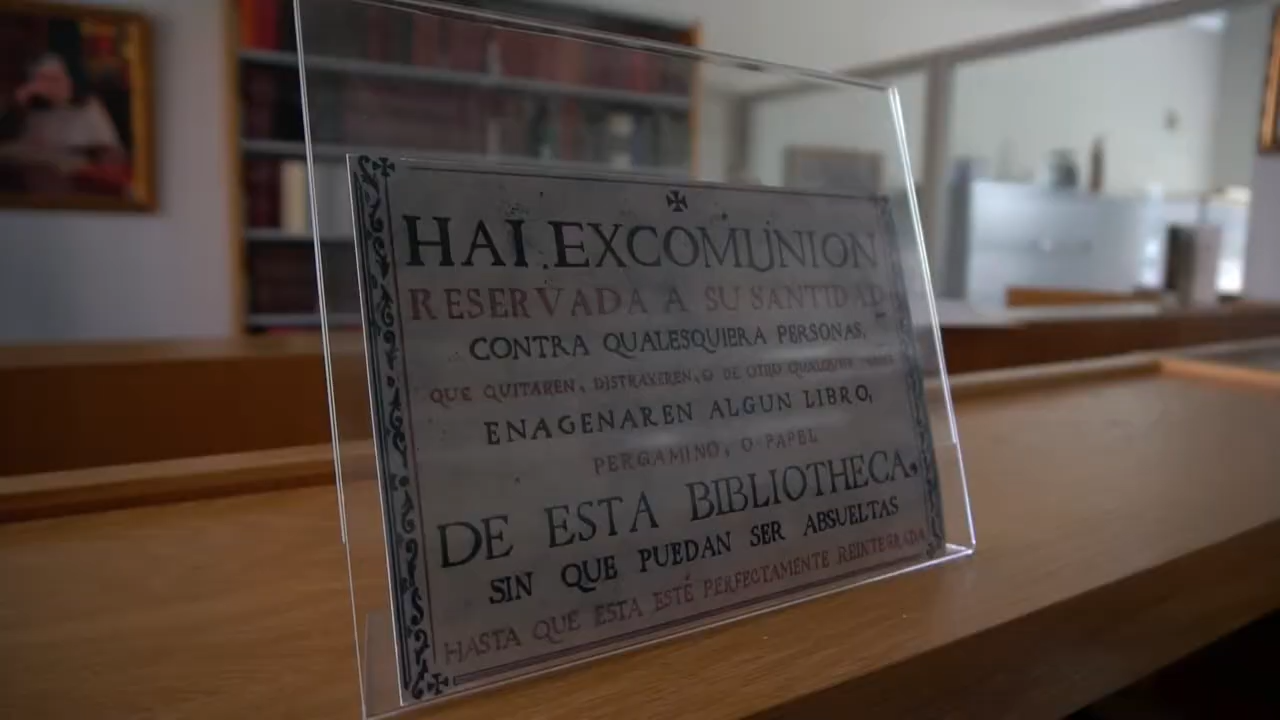 HAI EXCOMUNION
RESERVADA A SU SANTIDAD
CONTRA QUALESQUIERA PERSONAS,
QUE QUITAREN, DISTRAXEREN, O DE OTRO QUALQUIER
ENAGENAREN ALGUN LIBRO,
PERGAMINO, O PAPEL
DE ESTA BIBLIOTHECA,
SIN QUE PUEDAN SER ABSUELTAS
HASTA QUE ESTA ESTÉ PERFECTAMENTE REINTEGRADA